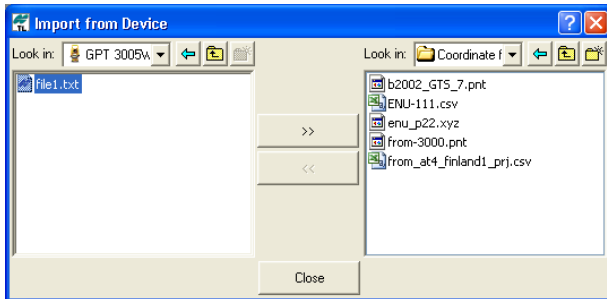 TL Import from Device
Look in: GPT 3005W
Look in: Coordinate f
file1.txt
b2002_GTS_7.pnt
ENU-111.csv
enu_p22.xyz
from-3000.pnt
from_at4_finland1_prj.csv
>>
<<
Close